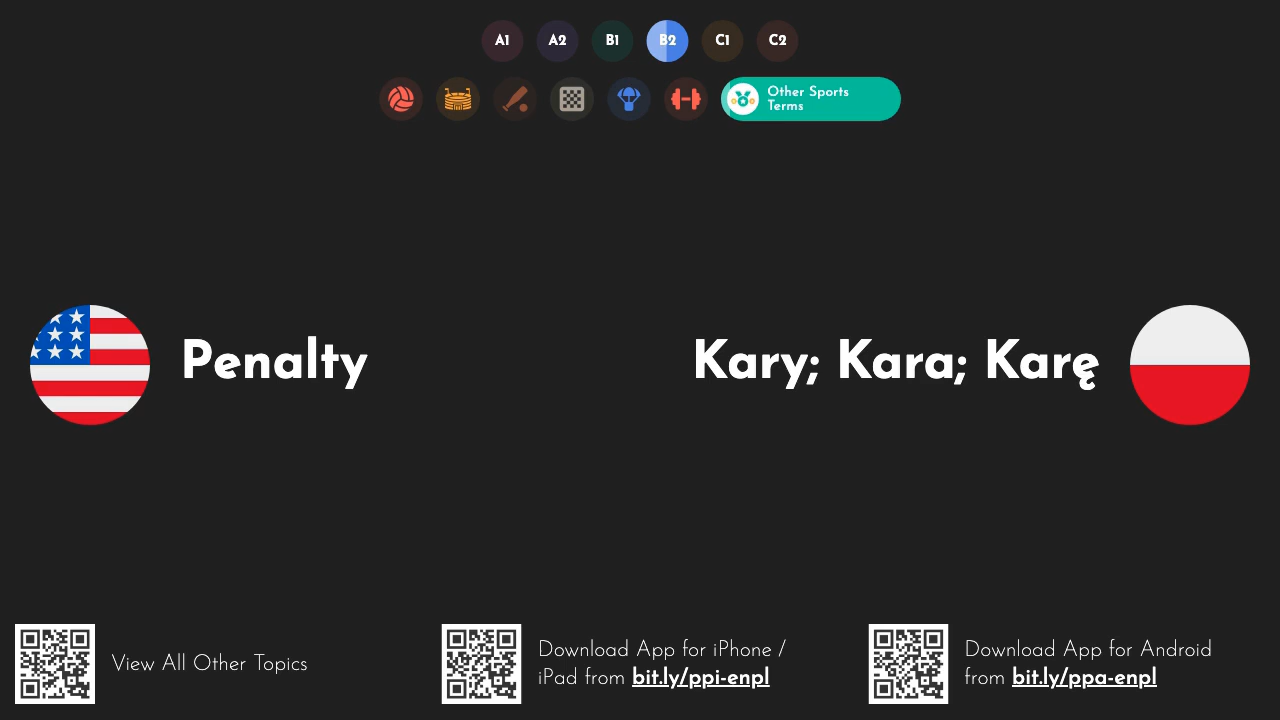 A1 A2 B1 B2 C1 C2
Other Sports
Terms
Penalty
Kary; Kara; Karę
View All Other Topics
Download App for iPhone /
iPad from bit.ly/ppi-enpl
Download App for Android
from bit.ly/ppa-enpl